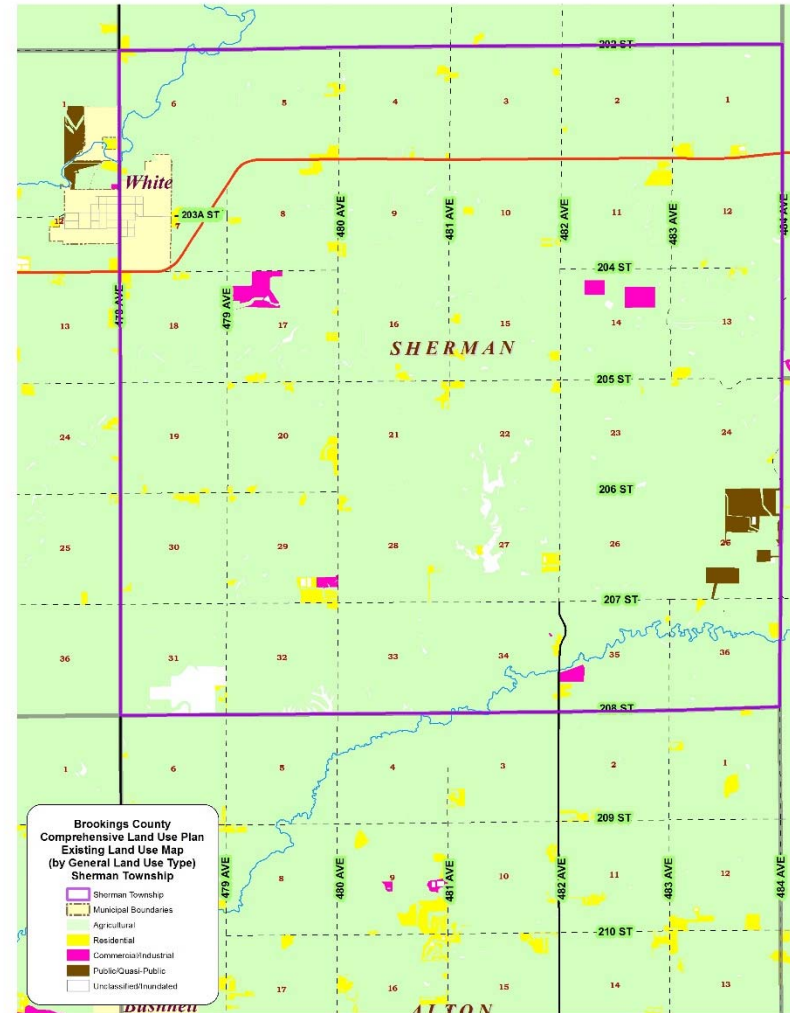 202 ST
1
6
5
4
3
2
1
White
203A ST
12
7
8
9
10
11
12
480 AVE
481 AVE
482 AVE
483 AVE
484 AVE
204 ST
479 AVE
13
18
17
16
15
14
13
SHERMAN
205 ST
24
19
20
21
22
23
24
206 ST
25
30
29
28
27
26
25
207 ST
36
31
32
33
34
35
36
208 ST
1
6
5
4
3
2
1
209 ST
Brookings County
Comprehensive Land Use Plan
Existing Land Use Map
(by General Land Use Type)
Sherman Township
Sherman Township
Municipal Boundaries
Agricultural
Residential
Commercial/Industrial
Public/Quasi-Public
Unclassified/Inundated
479 AVE
480 AVE
481 AVE
482 AVE
483 AVE
484 AVE
8
9
10
11
12
210 ST
17
16
15
14
13
Bushnell
ALTON